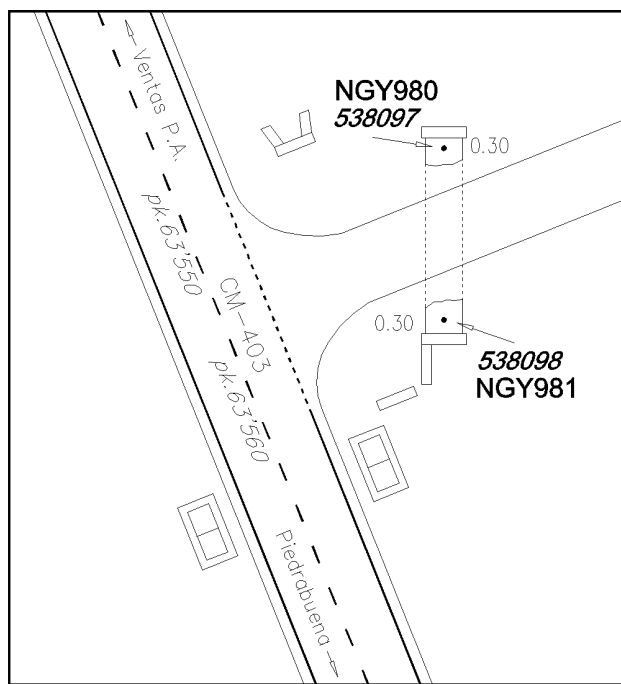 ← Ventas P.A.
NGY980
538097
0.30
pk.63'550
CM-403
pk.63'560
0.30
538098
NGY981
Piedrabuena →